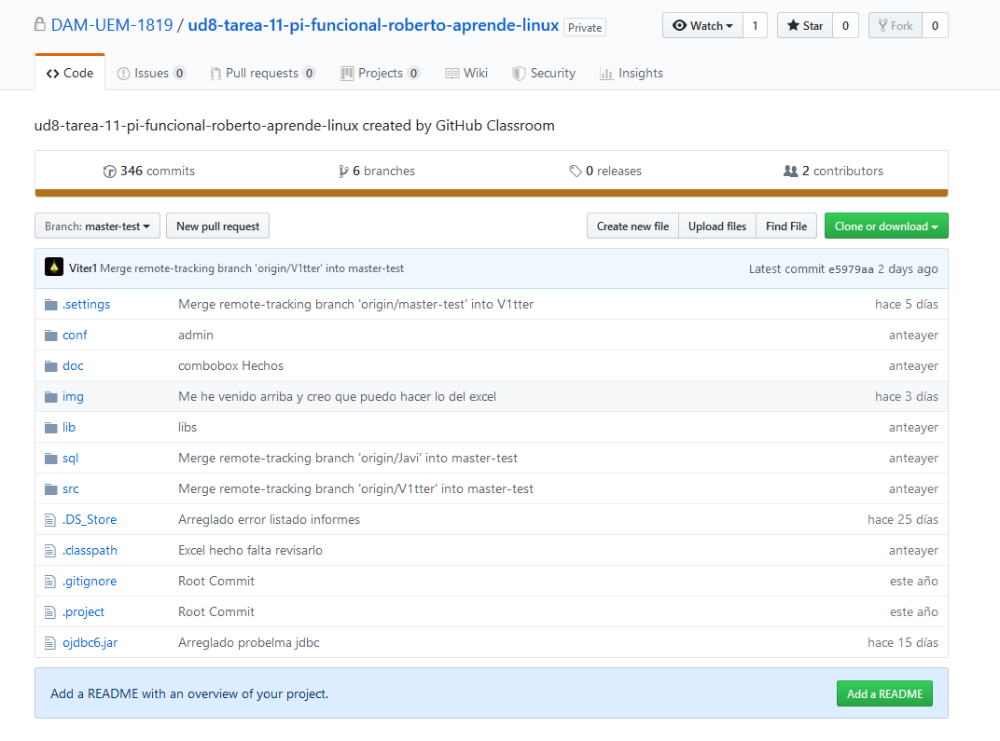 DAM-UEM-1819 / ud8-tarea-11-pi-funcional-roberto-aprende-linux Private Watch 1 Star 0 Fork 0
Code Issues 0 Pull requests 0 Projects 0 Wiki Security Insights
ud8-tarea-11-pi-funcional-roberto-aprende-linux created by GitHub Classroom
346 commits 6 branches 0 releases 2 contributors
Branch: master-test New pull request Create new file Upload files Find File Clone or download
Viter1 Merge remote-tracking branch 'origin/V1tter' into master-test Latest commit e5979aa 2 days ago
.settings Merge remote-tracking branch 'origin/master-test' into V1tter hace 5 días
conf admin anteayer
doc combobox Hechos anteayer
img Me he venido arriba y creo que puedo hacer lo del excel hace 3 días
lib libs anteayer
sql Merge remote-tracking branch 'origin/Javi' into master-test anteayer
src Merge remote-tracking branch 'origin/V1tter' into master-test anteayer
.DS_Store Arreglado error listado informes hace 25 días
.classpath Excel hecho falta revisarlo anteayer
.gitignore Root Commit este año
.project Root Commit este año
ojdbc6.jar Arreglado probelma jdbc hace 15 días
Add a README with an overview of your project. Add a README